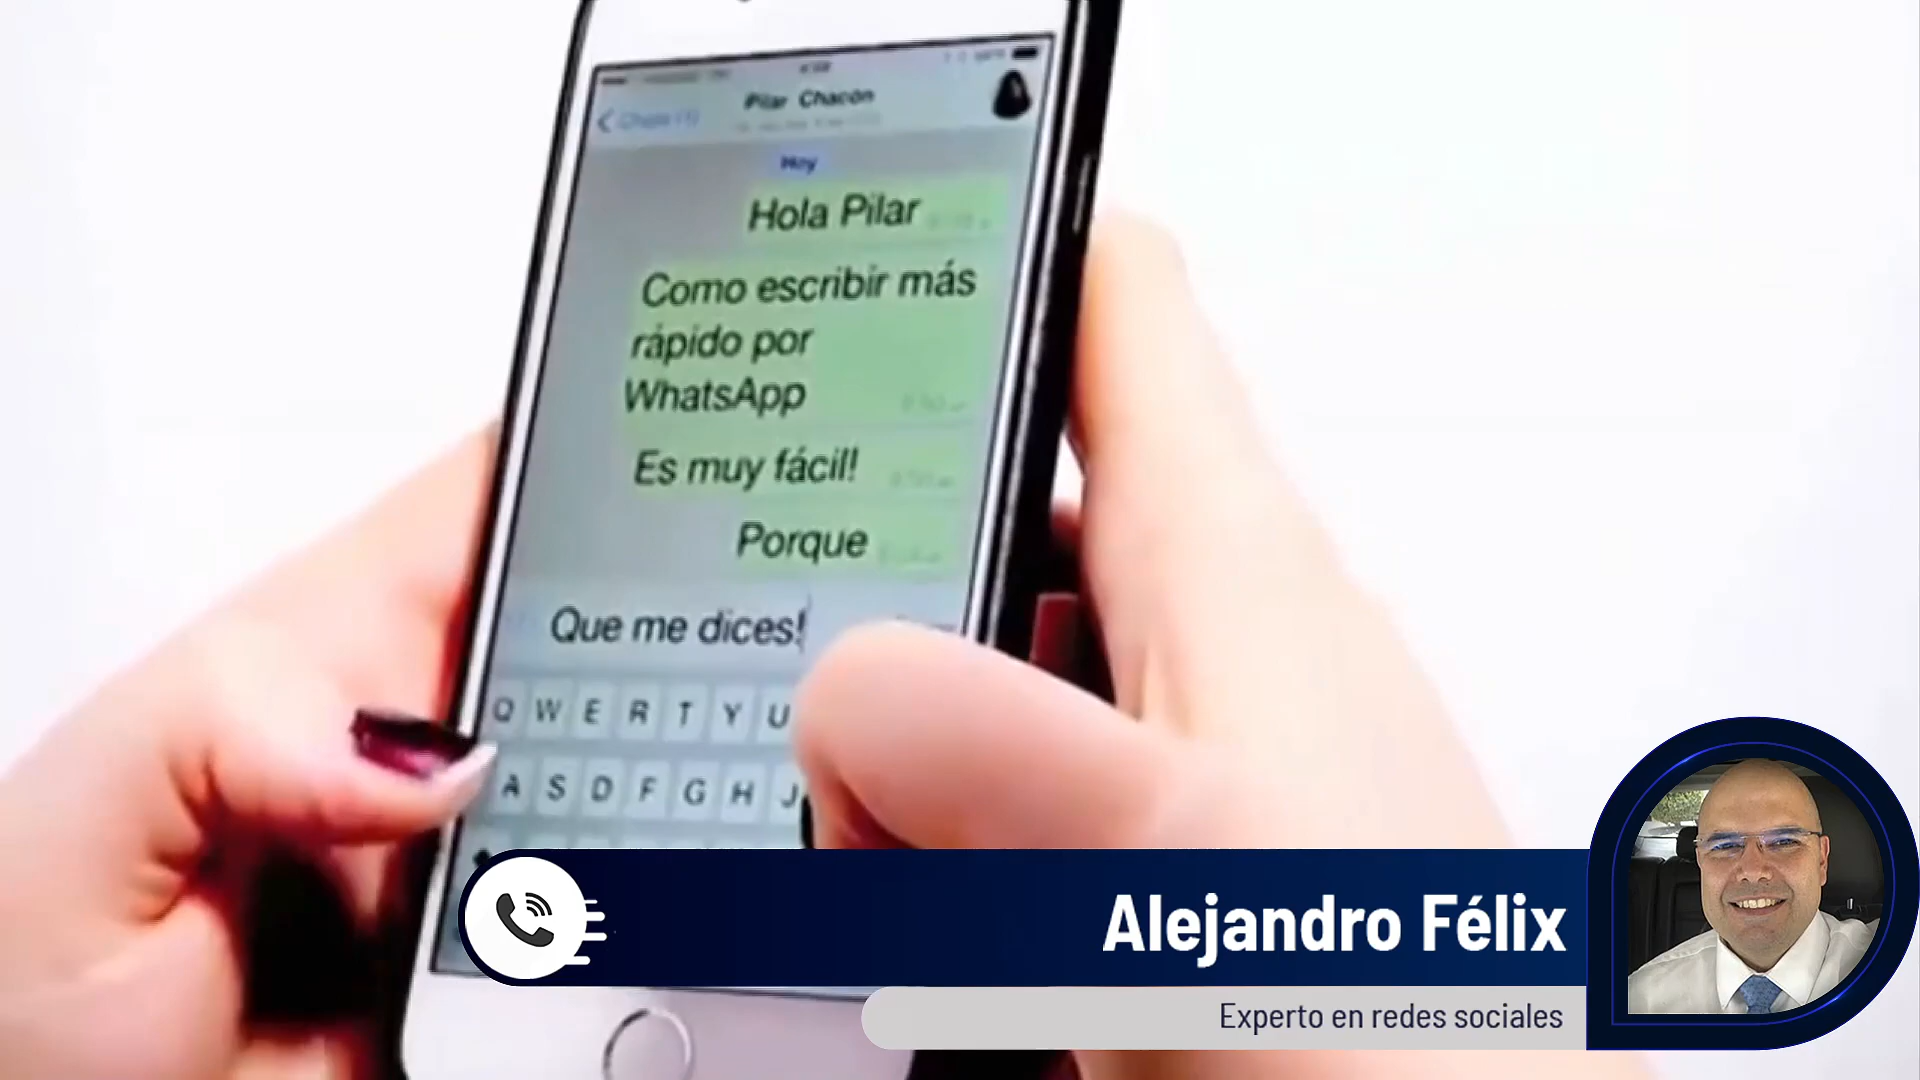 Pilar Chacón
Hoy
Hola Pilar
Como escribir más
rápido por
WhatsApp
Es muy fácil!
Porque
Que me dices!
Q W E R T Y U
A S D F G H J
Alejandro Félix
Experto en redes sociales